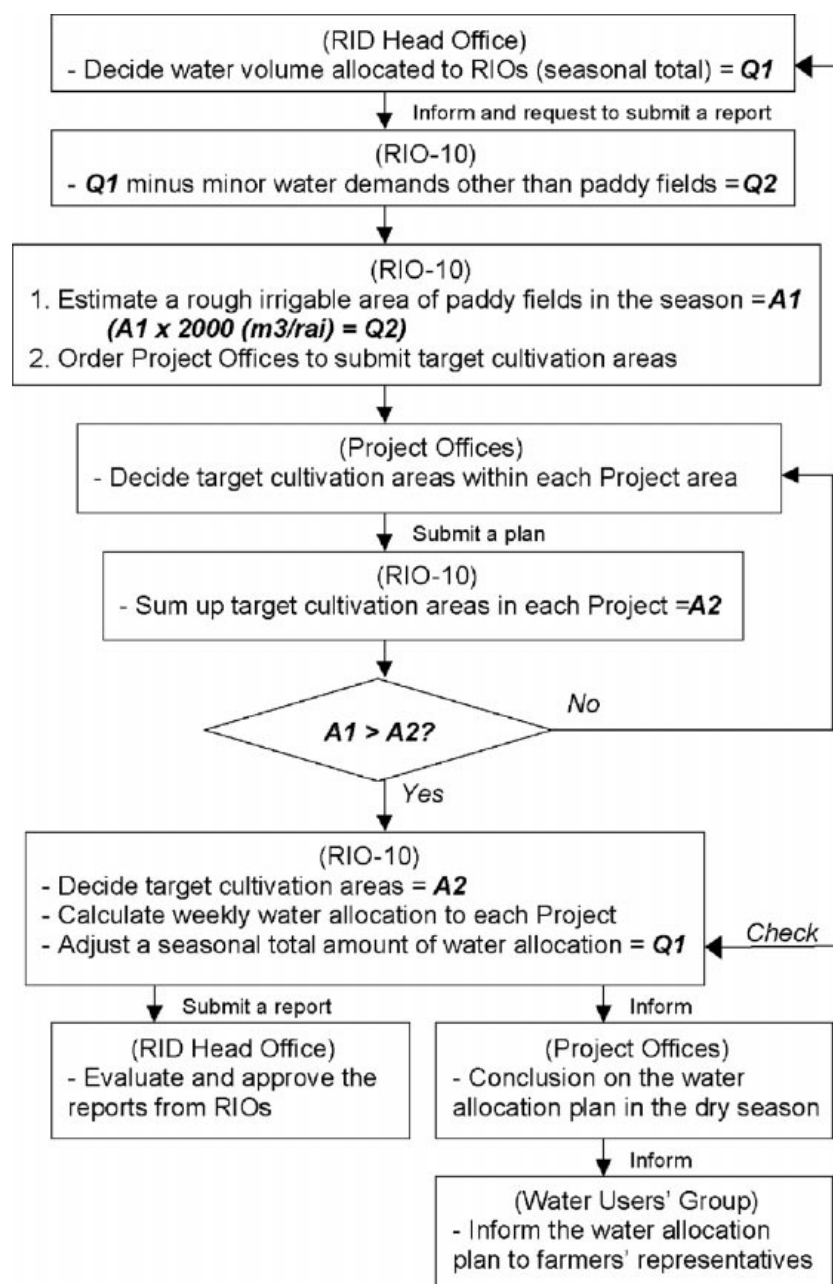 (RID Head Office)
- Decide water volume allocated to RIOs (seasonal total) = Q1
Inform and request to submit a report
(RIO-10)
- Q1 minus minor water demands other than paddy fields =Q2
(RIO-10)
1. Estimate a rough irrigable area of paddy fields in the season =A1
(A1 x 2000 (m3/rai) = Q2)
2. Order Project Offices to submit target cultivation areas
(Project Offices)
- Decide target cultivation areas within each Project area
Submit a plan
(RIO-10)
- Sum up target cultivation areas in each Project =A2
A1 > A2?
No
Yes
(RIO-10)
- Decide target cultivation areas = A2
- Calculate weekly water allocation to each Project
- Adjust a seasonal total amount of water allocation = Q1
Check
Submit a report
Inform
(RID Head Office)
- Evaluate and approve the
reports from RIOs
(Project Offices)
- Conclusion on the water
allocation plan in the dry season
Inform
(Water Users' Group)
- Inform the water allocation
plan to farmers' representatives